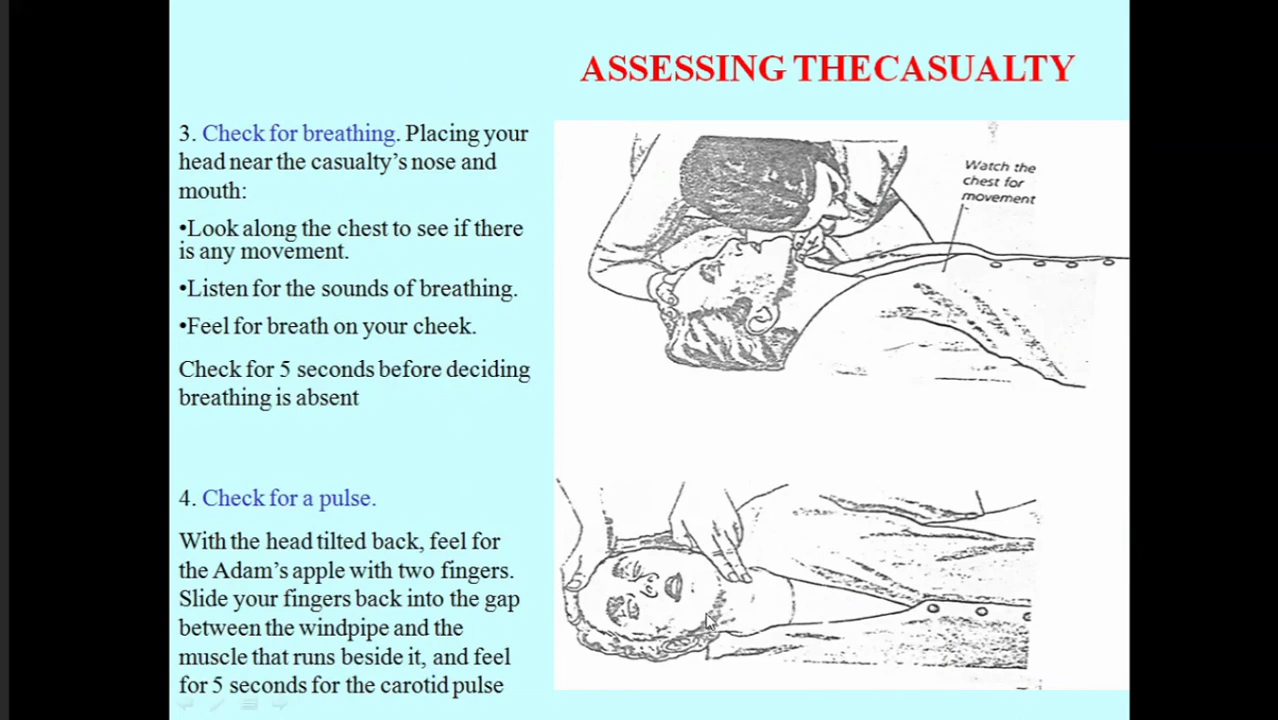 ASSESSING THECASUALTY
3. Check for breathing. Placing your
head near the casualty's nose and
mouth:
•Look along the chest to see if there
is any movement.
•Listen for the sounds of breathing.
•Feel for breath on your cheek.
Check for 5 seconds before deciding
breathing is absent
Watch the
chest for
movement
4. Check for a pulse.
With the head tilted back, feel for
the Adam's apple with two fingers.
Slide your fingers back into the gap
between the windpipe and the
muscle that runs beside it, and feel
for 5 seconds for the carotid pulse